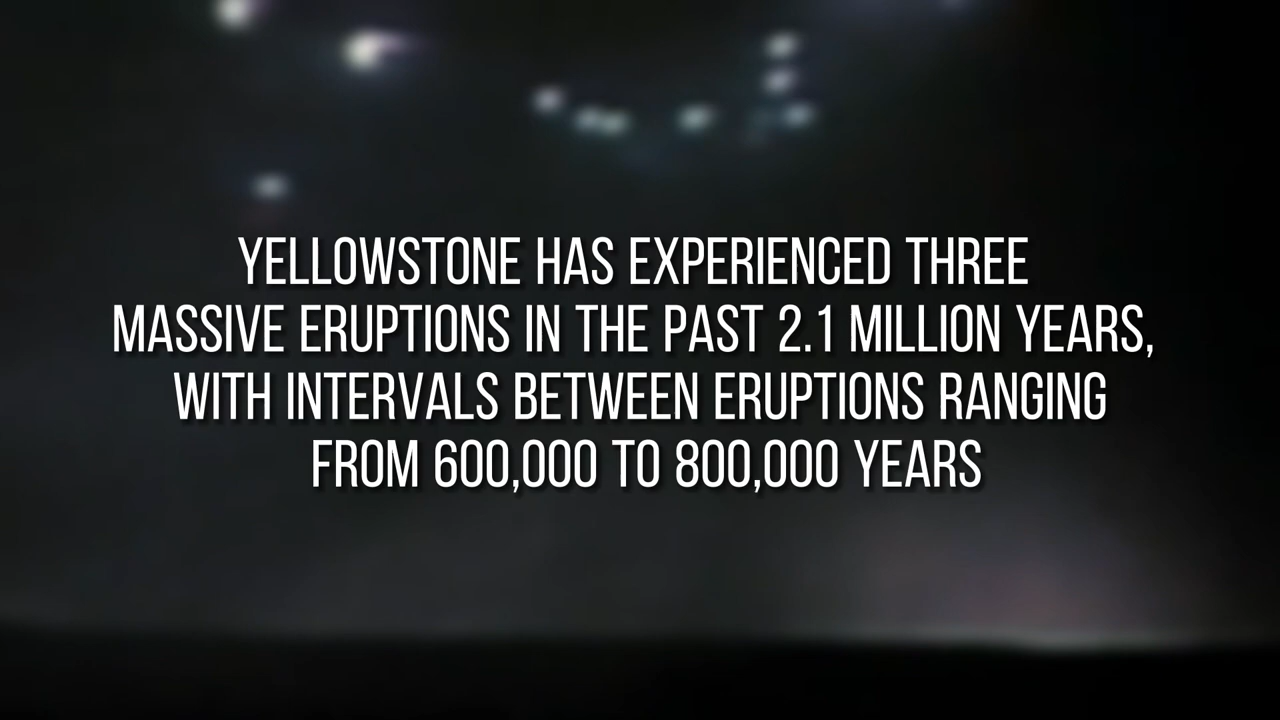 YELLOWSTONE HAS EXPERIENCED THREE
MASSIVE ERUPTIONS IN THE PAST 2.1 MILLION YEARS,
WITH INTERVALS BETWEEN ERUPTIONS RANGING
FROM 600,000 TO 800,000 YEARS